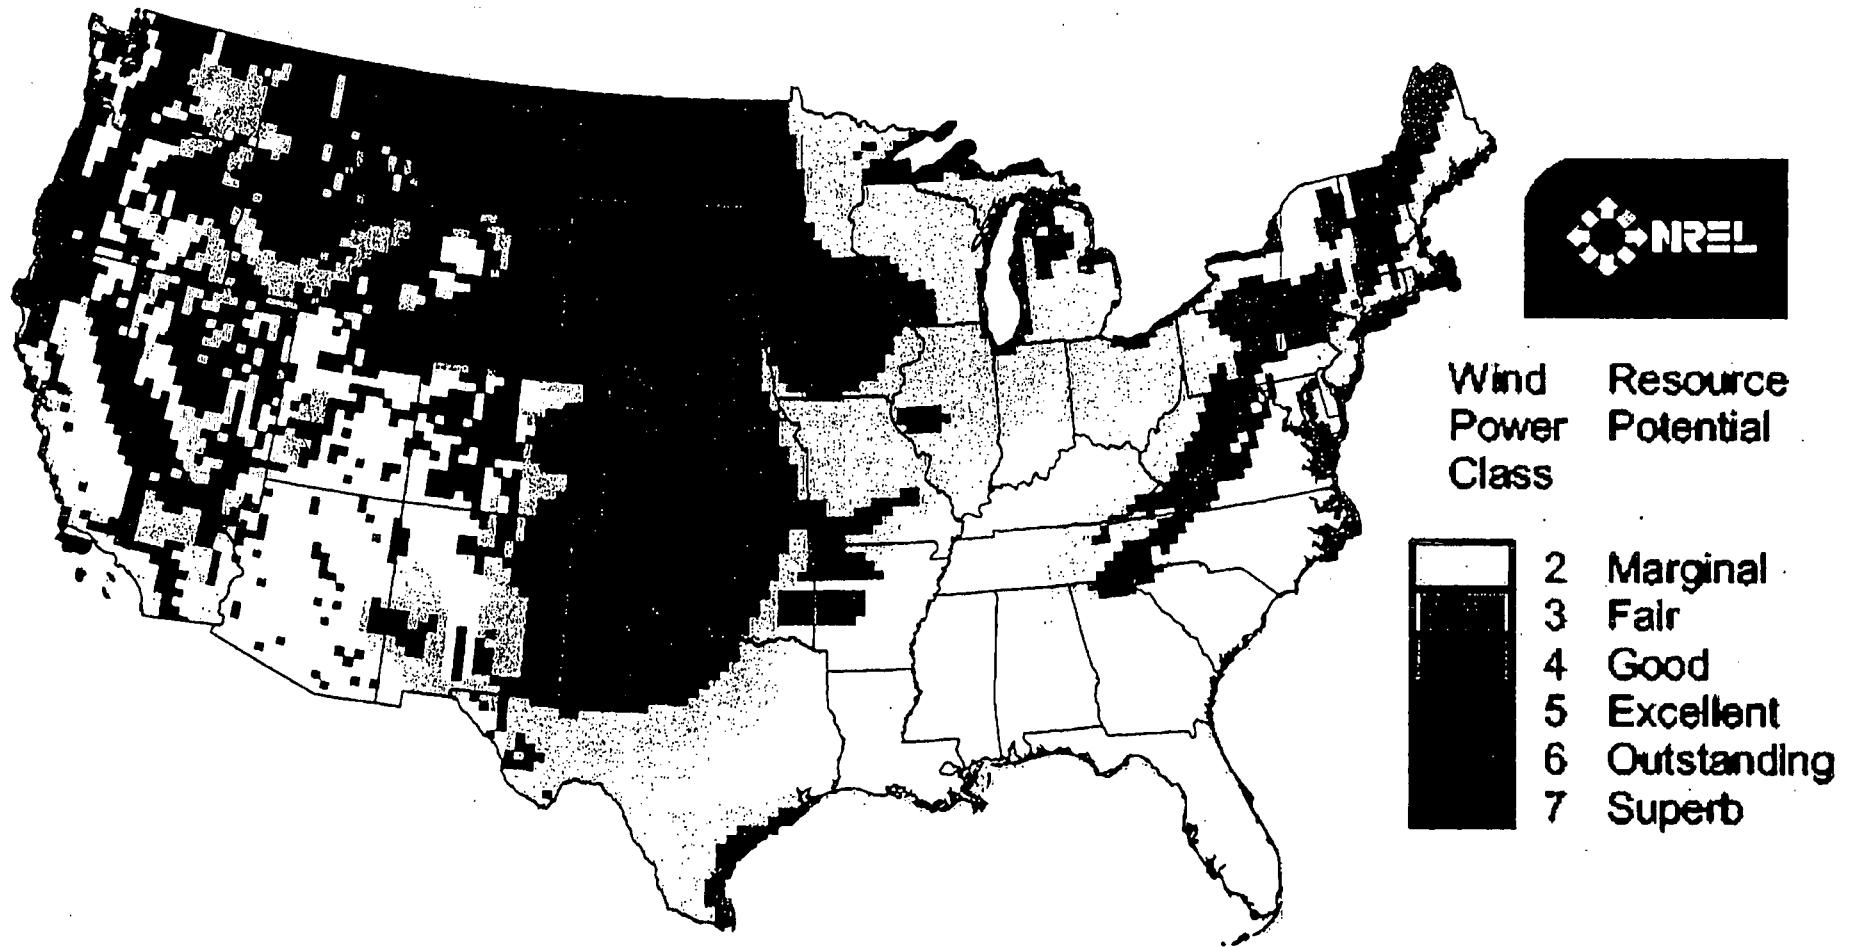 NREL
Wind Resource
Power Potential
Class
2 Marginal
3 Fair
4 Good
5 Excellent
6 Outstanding
7 Superb